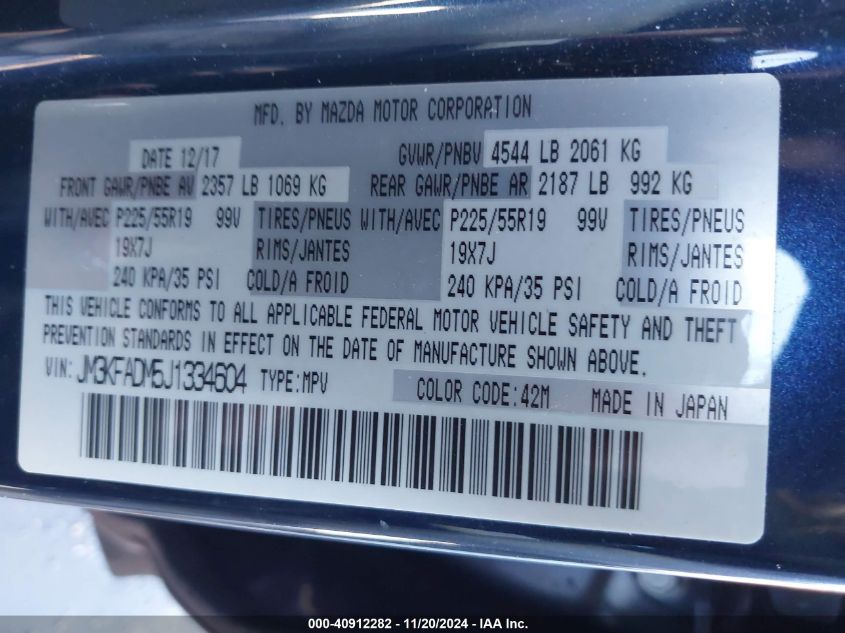 MFD. BY MAZDA MOTOR CORPORATION
DATE 12/17 GVWR/PNBV 4544 LB 2061 KG
FRONT GAWR/PNBE AV 2357 LB 1069 KG REAR GAWR/PNBE AR 2187 LB 992 KG
WITH/AVEC P225/55R19 99V TIRES/PNEUS WITH/AVEC P225/55R19 99V TIRES/PNEUS
19X7J RIMS/JANTES 19X7J RIMS/JANTES
240 KPA/35 PSI COLD/A FROID 240 KPA/35 PSI COLD/A FROID
THIS VEHICLE CONFORMS TO ALL APPLICABLE FEDERAL MOTOR VEHICLE SAFETY AND THEFT
PREVENTION STANDARDS IN EFFECT ON THE DATE OF MANUFACTURE SHOWN ABOVE.
VIN: JM3KFADM5J1334604 TYPE:MPV COLOR CODE:42M MADE IN JAPAN
000-40912282 - 11/20/2024 - IAA Inc.